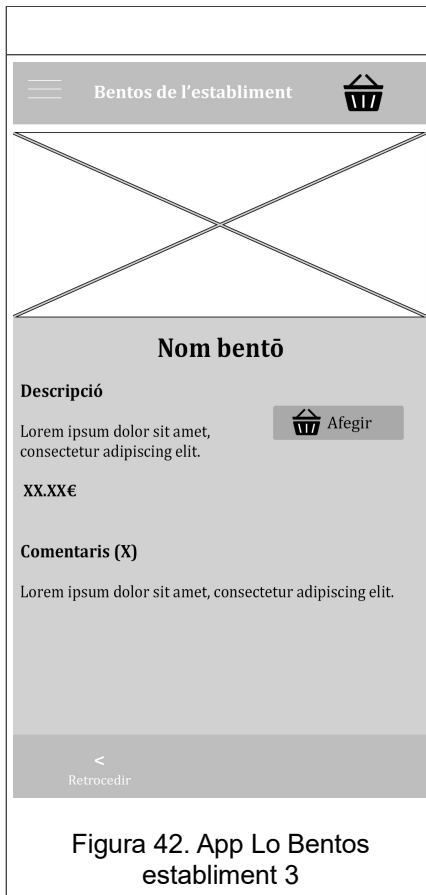 Bentos de l’establiment
Nom bentō
Descripció
Afegir
Lorem ipsum dolor sit amet,
consectetur adipiscing elit.
XX.XX€
Comentaris (X)
Lorem ipsum dolor sit amet, consectetur adipiscing elit.
<
Retrocedir
Figura 42. App Lo Bentos
establiment 3